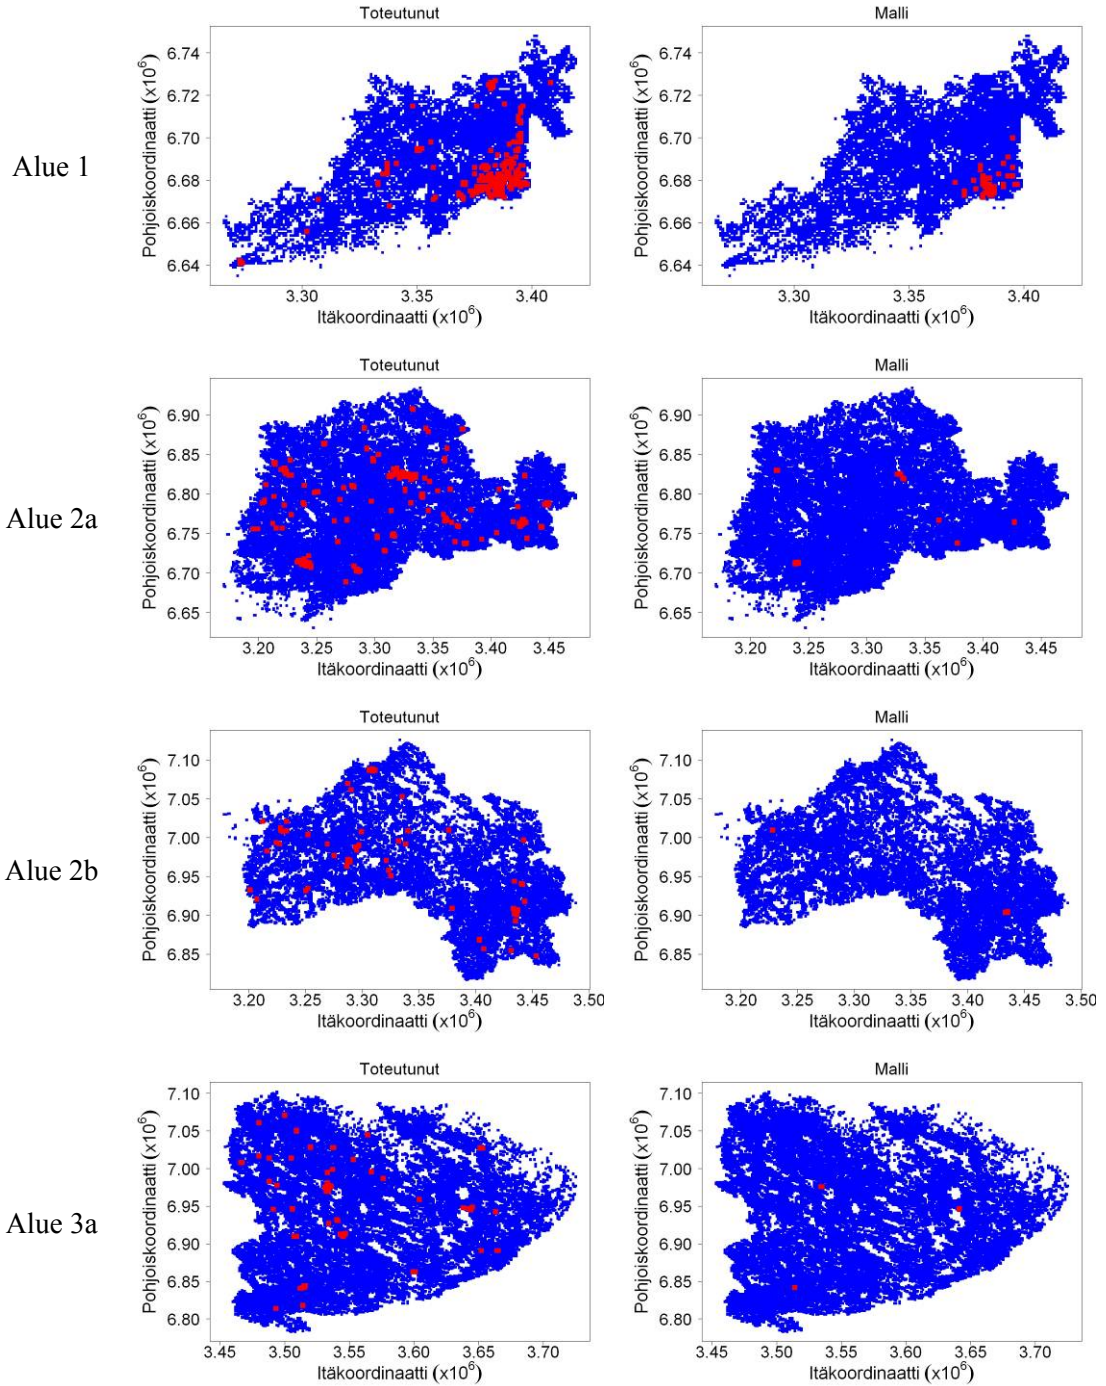 Toteutunut Malli
Alue 1
Pohjoiskoordinaatti (x10⁶)
6.74
6.72
6.70
6.68
6.66
6.64
3.30 3.35 3.40
Itäkoordinaatti (x10⁶)
Pohjoiskoordinaatti (x10⁶)
6.74
6.72
6.70
6.68
6.66
6.64
3.30 3.35 3.40
Itäkoordinaatti (x10⁶)
Toteutunut Malli
Alue 2a
Pohjoiskoordinaatti (x10⁶)
6.90
6.85
6.80
6.75
6.70
6.65
3.20 3.25 3.30 3.35 3.40 3.45
Itäkoordinaatti (x10⁶)
Pohjoiskoordinaatti (x10⁶)
6.90
6.85
6.80
6.75
6.70
6.65
3.20 3.25 3.30 3.35 3.40 3.45
Itäkoordinaatti (x10⁶)
Toteutunut Malli
Alue 2b
Pohjoiskoordinaatti (x10⁶)
7.10
7.05
7.00
6.95
6.90
6.85
3.20 3.25 3.30 3.35 3.40 3.45 3.50
Itäkoordinaatti (x10⁶)
Pohjoiskoordinaatti (x10⁶)
7.10
7.05
7.00
6.95
6.90
6.85
3.20 3.25 3.30 3.35 3.40 3.45 3.50
Itäkoordinaatti (x10⁶)
Toteutunut Malli
Alue 3a
Pohjoiskoordinaatti (x10⁶)
7.10
7.05
7.00
6.95
6.90
6.85
6.80
3.45 3.50 3.55 3.60 3.65 3.70
Itäkoordinaatti (x10⁶)
Pohjoiskoordinaatti (x10⁶)
7.10
7.05
7.00
6.95
6.90
6.85
6.80
3.45 3.50 3.55 3.60 3.65 3.70
Itäkoordinaatti (x10⁶)